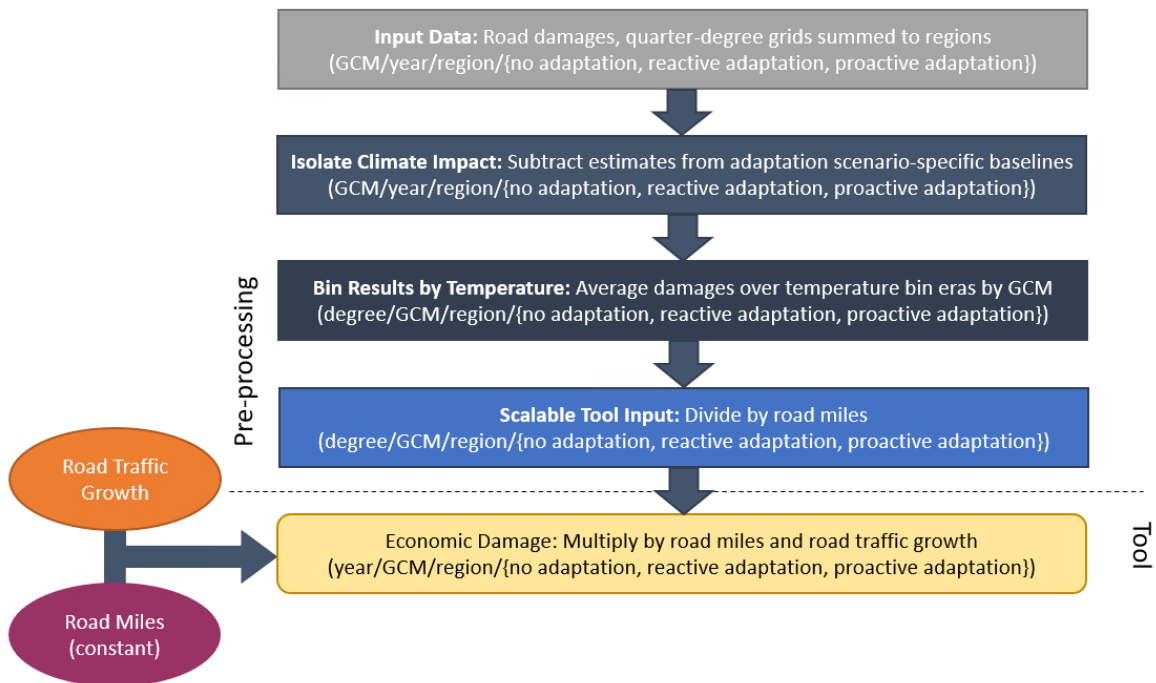 Input Data: Road damages, quarter-degree grids summed to regions
(GCM/year/region/{no adaptation, reactive adaptation, proactive adaptation})
Isolate Climate Impact: Subtract estimates from adaptation scenario-specific baselines
(GCM/year/region/{no adaptation, reactive adaptation, proactive adaptation})
Pre-processing
Bin Results by Temperature: Average damages over temperature bin eras by GCM
(degree/GCM/region/{no adaptation, reactive adaptation, proactive adaptation})
Scalable Tool Input: Divide by road miles
(degree/GCM/region/{no adaptation, reactive adaptation, proactive adaptation})
Road Traffic
Growth
Economic Damage: Multiply by road miles and road traffic growth
(year/GCM/region/{no adaptation, reactive adaptation, proactive adaptation})
Tool
Road Miles
(constant)